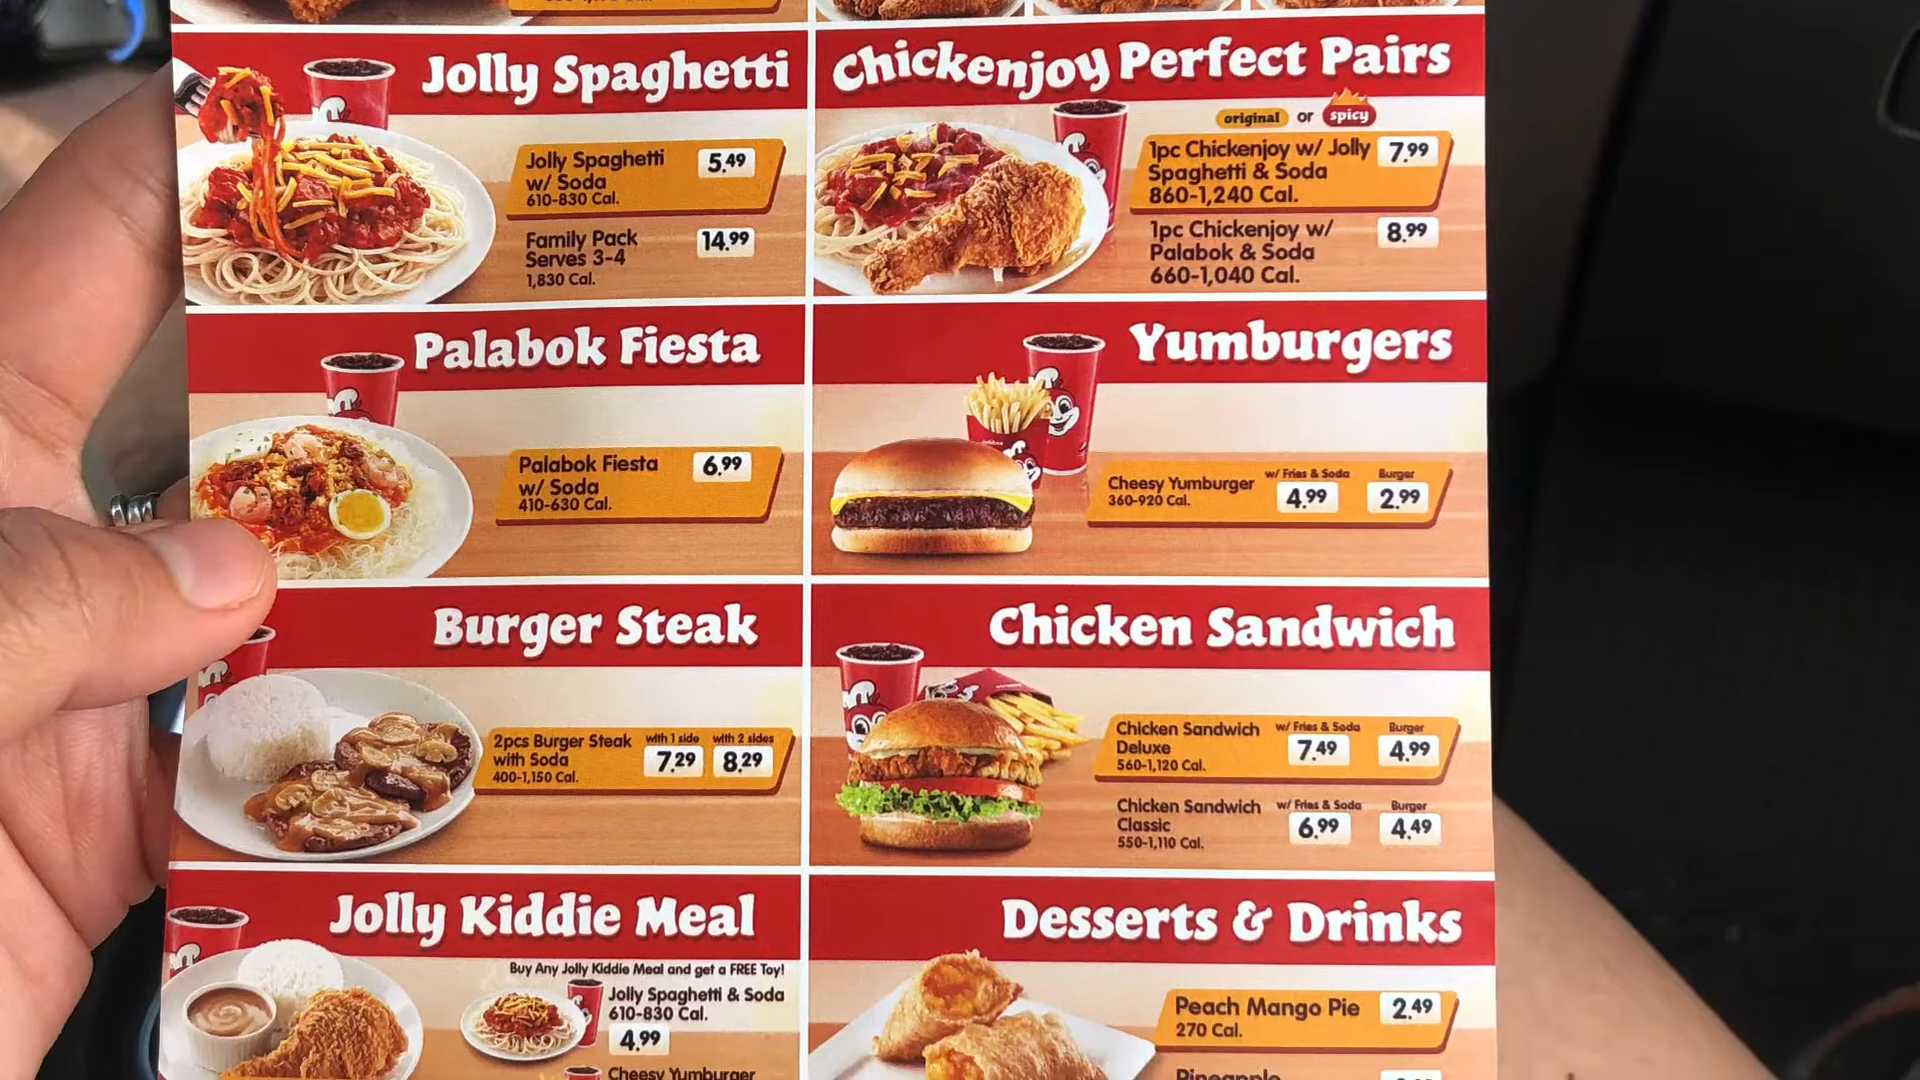 Jolly Spaghetti
Jolly Spaghetti
w/ Soda
610-830 Cal.
5.49
Family Pack
Serves 3-4
1,830 Cal.
14.99
Chickenjoy Perfect Pairs
original or spicy
1pc Chickenjoy w/ Jolly
Spaghetti & Soda
860-1,240 Cal.
7.99
1pc Chickenjoy w/
Palabok & Soda
660-1,040 Cal.
8.99
Palabok Fiesta
Palabok Fiesta
w/ Soda
410-630 Cal.
6.99
Yumburgers
Cheesy Yumburger
360-920 Cal.
w/ Fries & Soda
4.99
Burger
2.99
Burger Steak
2pcs Burger Steak
with Soda
400-1,150 Cal.
with 1 side
7.29
with 2 sides
8.29
Chicken Sandwich
Chicken Sandwich
Deluxe
560-1,120 Cal.
w/ Fries & Soda
7.49
Burger
4.99
Chicken Sandwich
Classic
550-1,110 Cal.
w/ Fries & Soda
6.99
Burger
4.49
Jolly Kiddie Meal
Buy Any Jolly Kiddie Meal and get a FREE Toy!
Jolly Spaghetti & Soda
610-830 Cal.
4.99
Cheesy Yumburger
Desserts & Drinks
Peach Mango Pie
270 Cal.
2.49
Pineapple